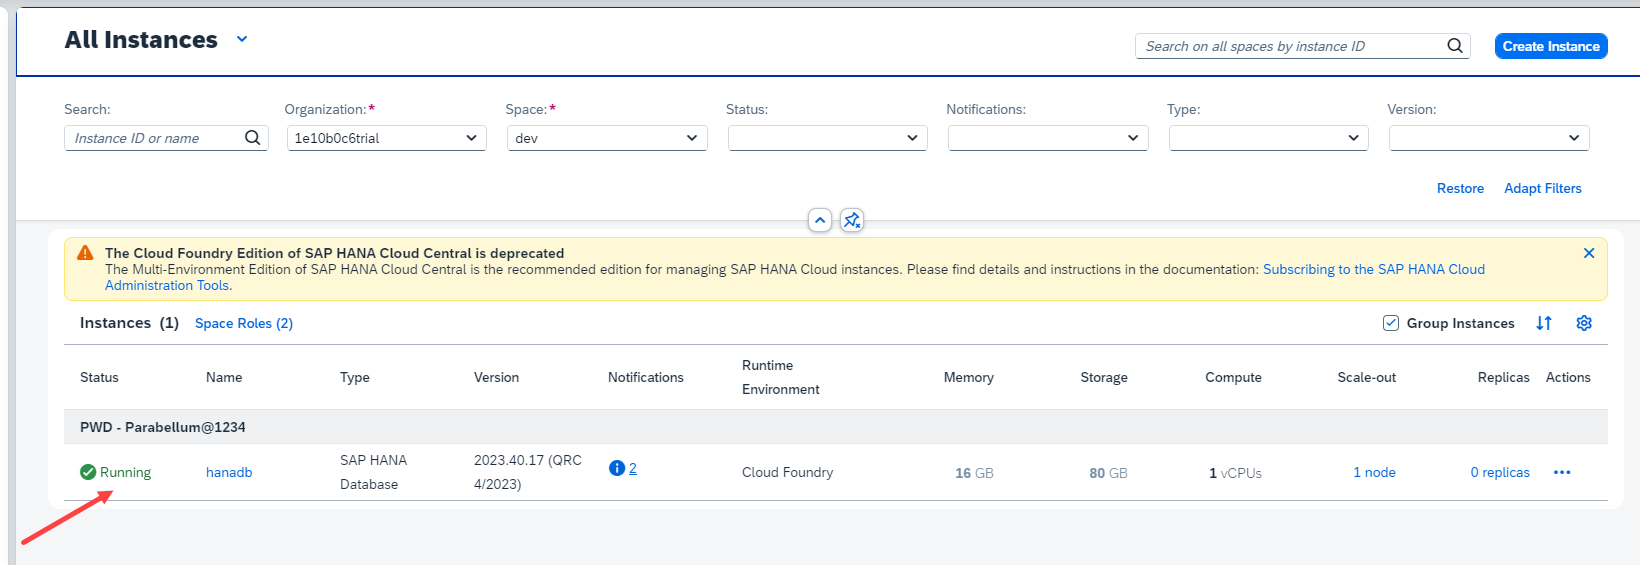 All Instances
Search on all spaces by instance ID
Create Instance
Search:
Organization:*
Space:*
Status:
Notifications:
Type:
Version:
Instance ID or name
1e10b0c6trial
dev
Restore
Adapt Filters
The Cloud Foundry Edition of SAP HANA Cloud Central is deprecated
The Multi-Environment Edition of SAP HANA Cloud Central is the recommended edition for managing SAP HANA Cloud instances. Please find details and instructions in the documentation: Subscribing to the SAP HANA Cloud
Administration Tools.
Instances (1)
Space Roles (2)
Group Instances
Status
Name
Type
Version
Notifications
Runtime
Environment
Memory
Storage
Compute
Scale-out
Replicas
Actions
PWD - Parabellum@1234
Running
hanadb
SAP HANA
Database
2023.40.17 (QRC
4/2023)
2
Cloud Foundry
16 GB
80 GB
1 vCPUs
1 node
0 replicas